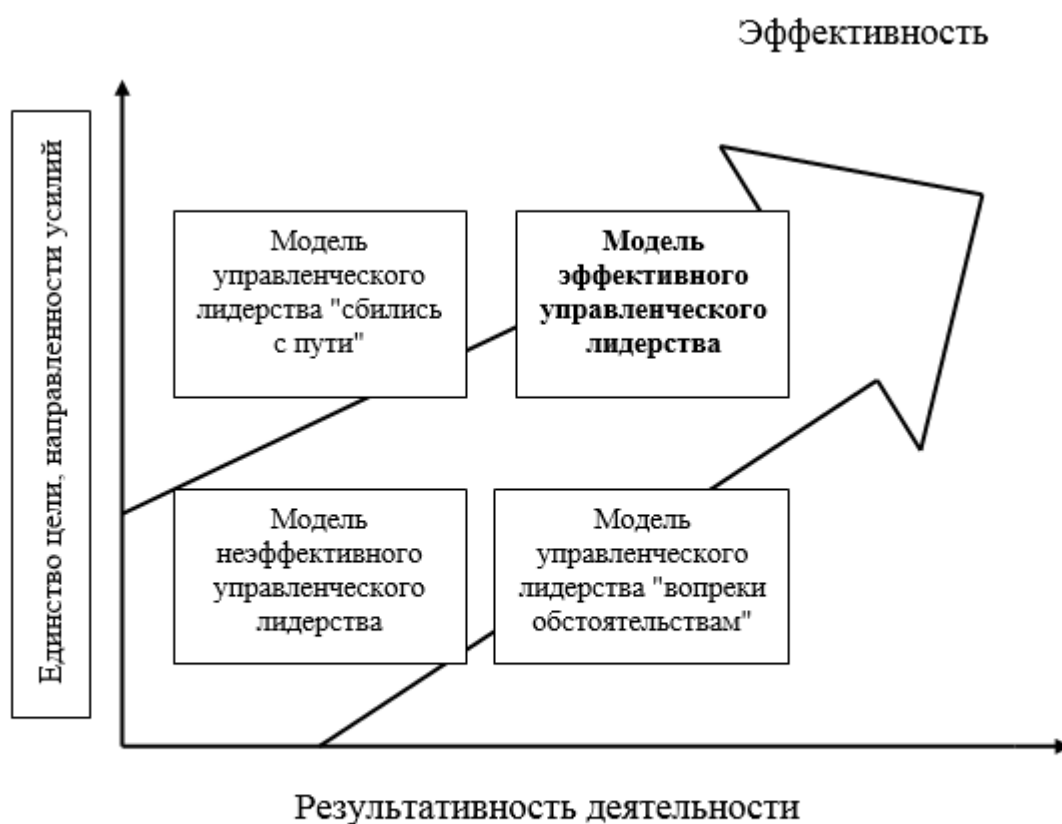 Эффективность
Единство цели, направленности усилий
Модель
управленческого
лидерства "сбились
с пути"
Модель
эффективного
управленческого
лидерства
Модель
неэффективного
управленческого
лидерства
Модель
управленческого
лидерства "вопреки
обстоятельствам"
Результативность деятельности